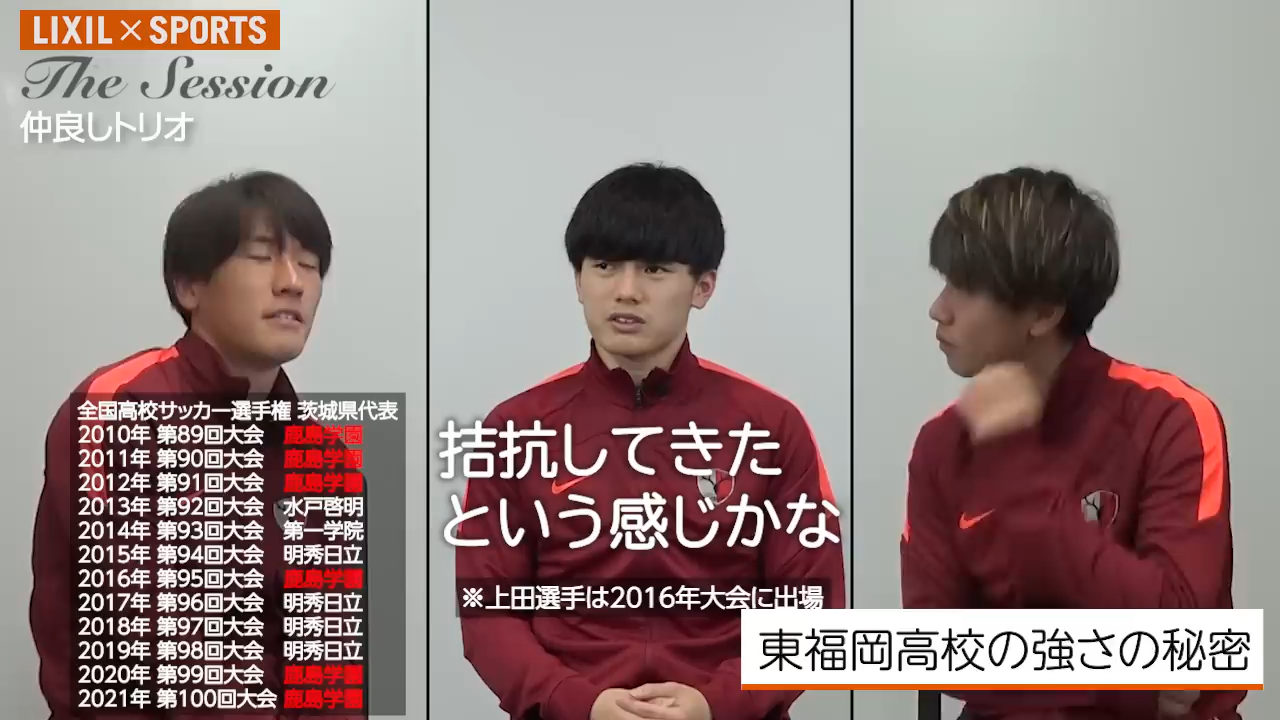 LIXIL×SPORTS
The Session
仲良しトリオ
全国高校サッカー選手権 茨城県代表
2010年 第89回大会 鹿島学園
2011年 第90回大会 鹿島学園
2012年 第91回大会 鹿島学園
2013年 第92回大会 水戸啓明
2014年 第93回大会 第一学院
2015年 第94回大会 明秀日立
2016年 第95回大会 鹿島学園
2017年 第96回大会 明秀日立
2018年 第97回大会 明秀日立
2019年 第98回大会 明秀日立
2020年 第99回大会 鹿島学園
2021年 第100回大会 鹿島学園
拮抗してきた
という感じかな
※上田選手は2016年大会に出場
東福岡高校の強さの秘密